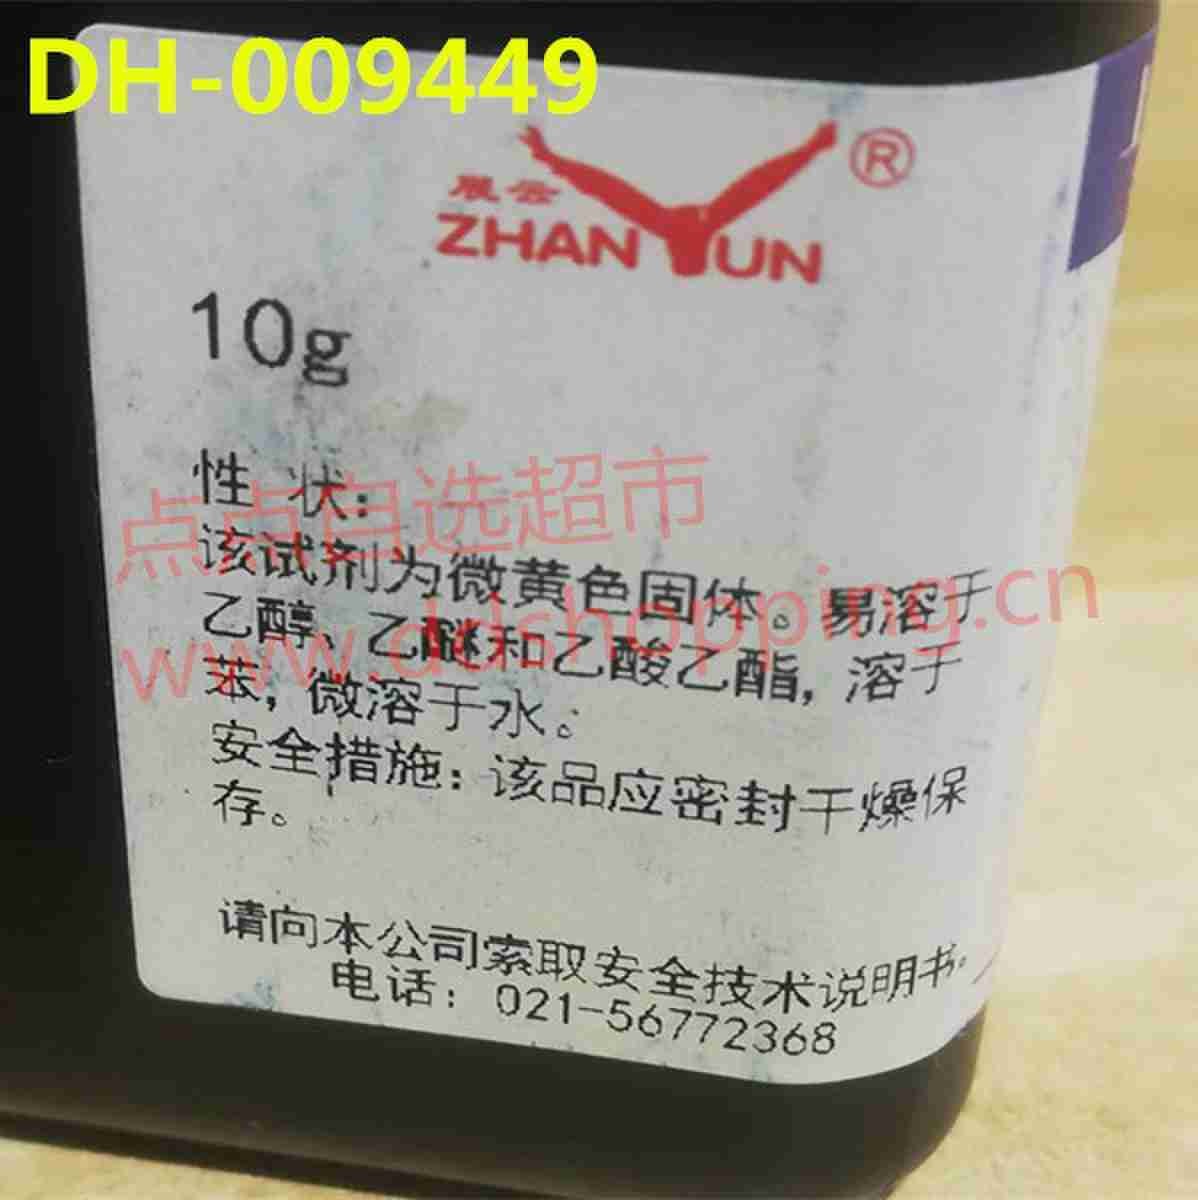 DH-009449
展云
ZHANYUN®
10g
性 状：
点点自选超市
该试剂为微黄色固体。易溶于
乙醇、乙醚和乙酸乙酯，溶于
www.ddshopping.cn
苯，微溶于水。
安全措施：该品应密封干燥保
存。
请向本公司索取安全技术说明书。
电话：021-56772368